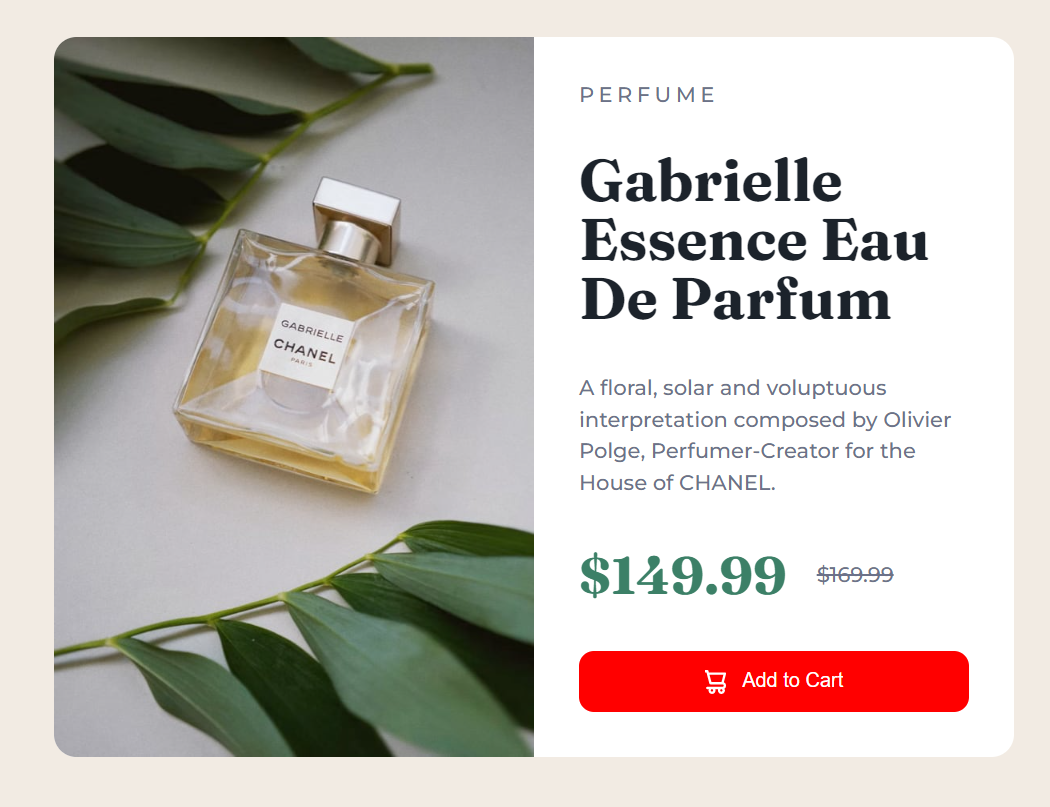 GABRIELLE
CHANEL
PARIS
PERFUME
Gabrielle
Essence Eau
De Parfum
A floral, solar and voluptuous
interpretation composed by Olivier
Polge, Perfumer-Creator for the
House of CHANEL.
$149.99 $169.99
Add to Cart